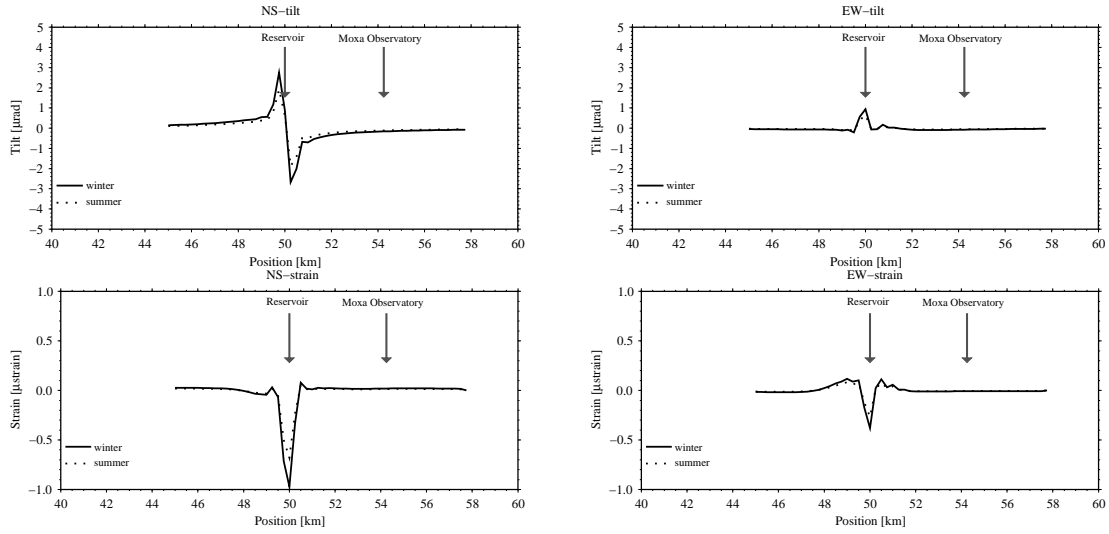 NS−tilt
5
4
3
2
1
0
−1
−2
−3
−4
−5
Tilt [µrad]
Reservoir
Moxa Observatory
winter
summer
40 42 44 46 48 50 52 54 56 58 60
Position [km]
EW−tilt
5
4
3
2
1
0
−1
−2
−3
−4
−5
Tilt [µrad]
Reservoir
Moxa Observatory
winter
summer
40 42 44 46 48 50 52 54 56 58 60
Position [km]
NS−strain
1.0
0.5
0.0
−0.5
−1.0
Strain [µstrain]
Reservoir
Moxa Observatory
winter
summer
40 42 44 46 48 50 52 54 56 58 60
Position [km]
EW−strain
1.0
0.5
0.0
−0.5
−1.0
Strain [µstrain]
Reservoir
Moxa Observatory
winter
summer
40 42 44 46 48 50 52 54 56 58 60
Position [km]